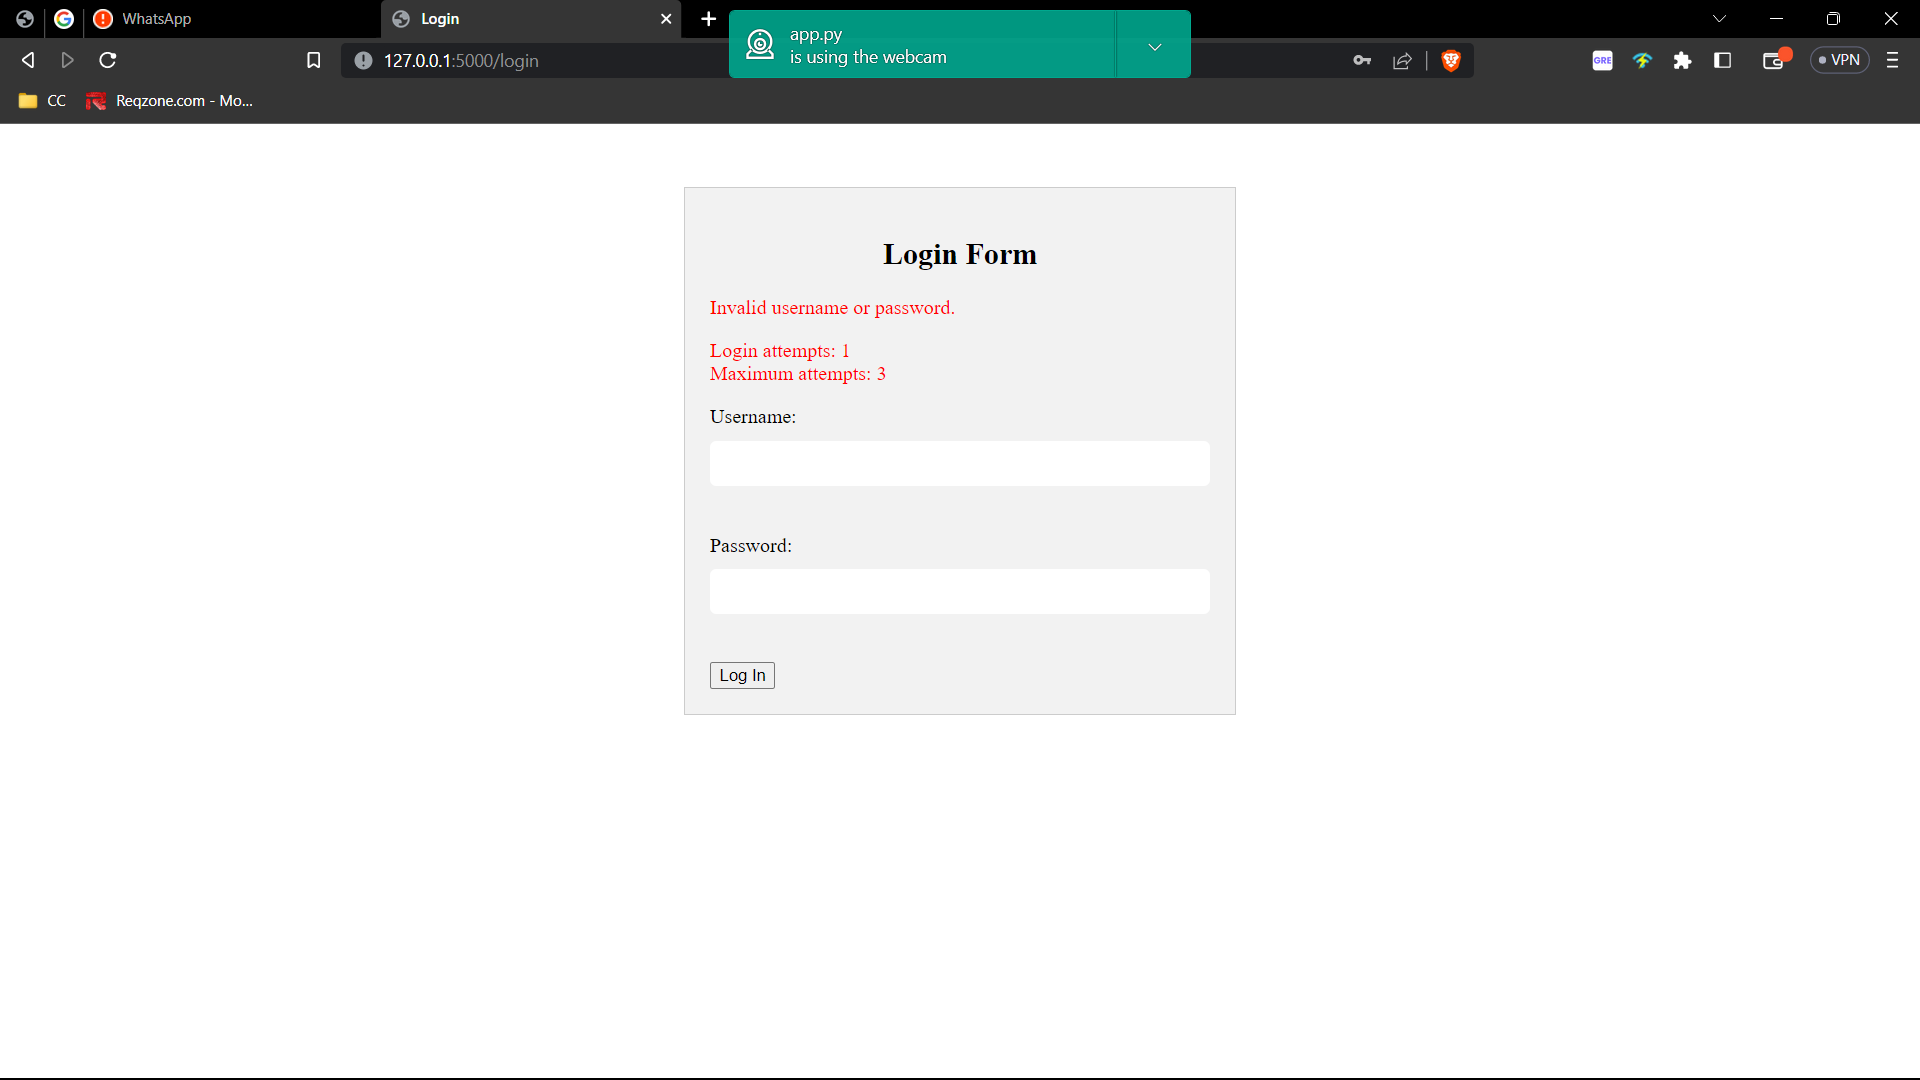 WhatsApp
Login
app.py
is using the webcam
127.0.0.1:5000/login
GRE
VPN
CC
Reqzone.com - Mo...
Login Form
Invalid username or password.
Login attempts: 1
Maximum attempts: 3
Username:
Password:
Log In